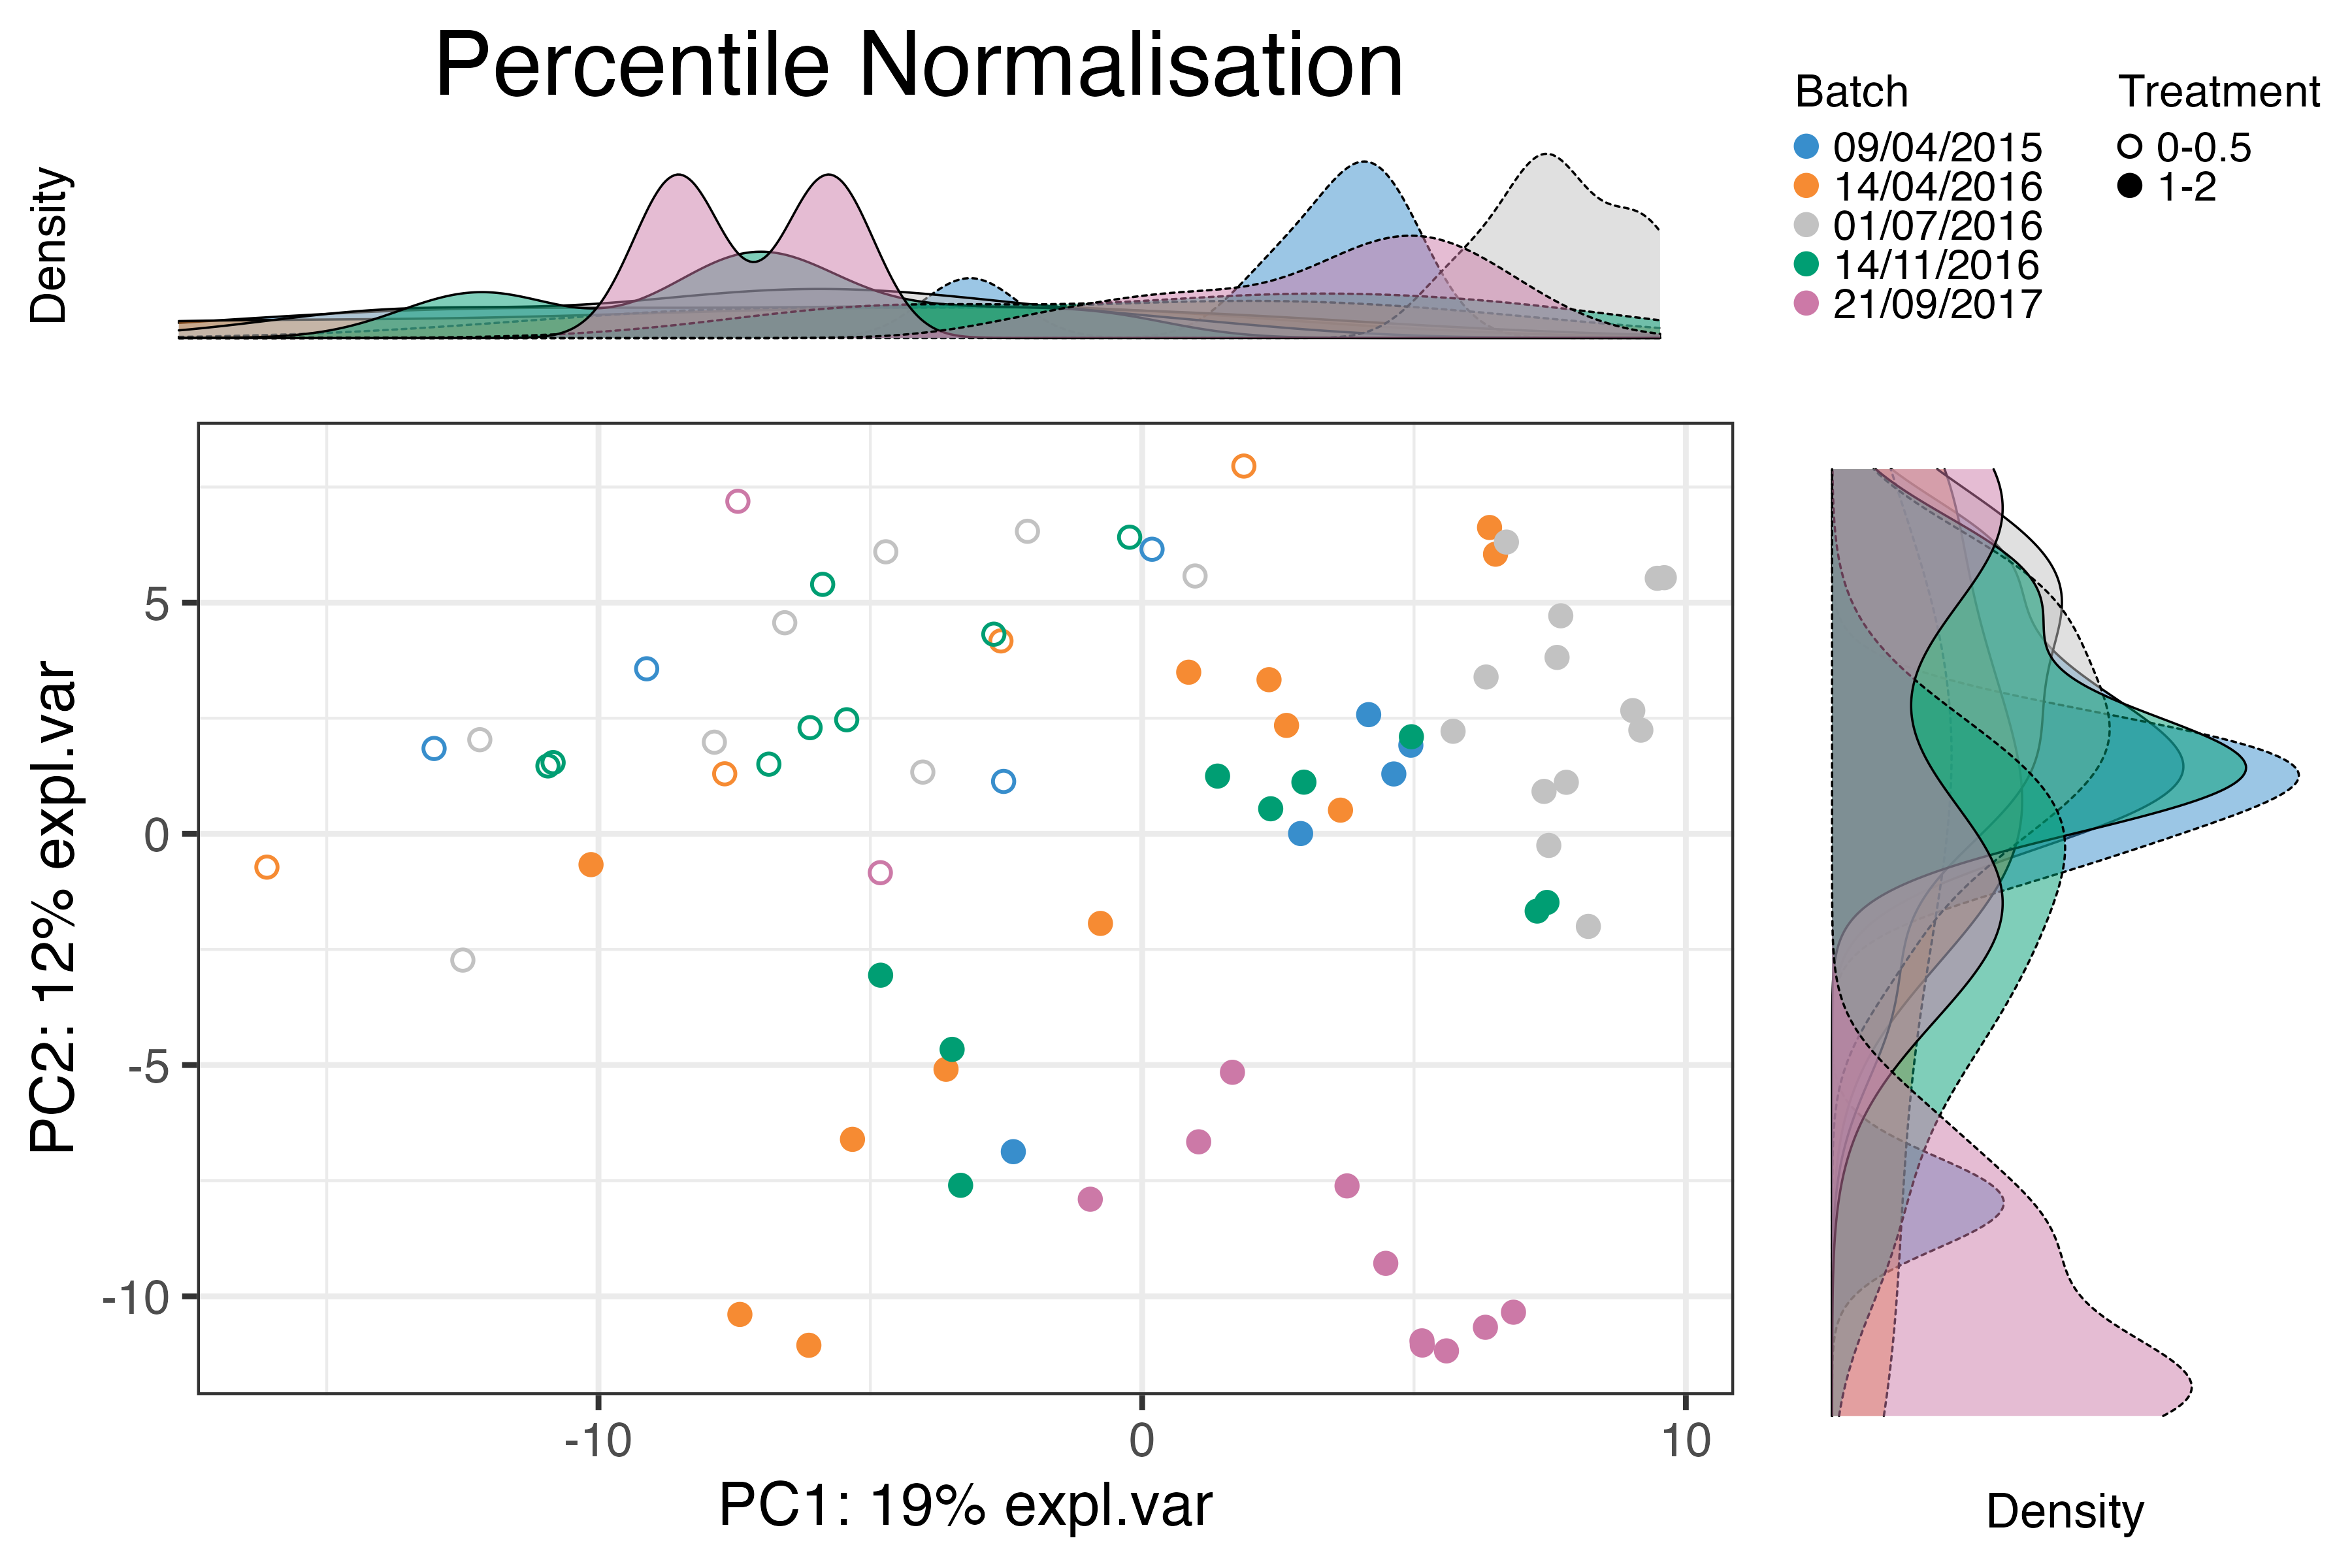 Percentile Normalisation
Density
Batch
09/04/2015
14/04/2016
01/07/2016
14/11/2016
21/09/2017
Treatment
0-0.5
1-2
PC2: 12% expl.var
5
0
-5
-10
-10
0
10
PC1: 19% expl.var
Density